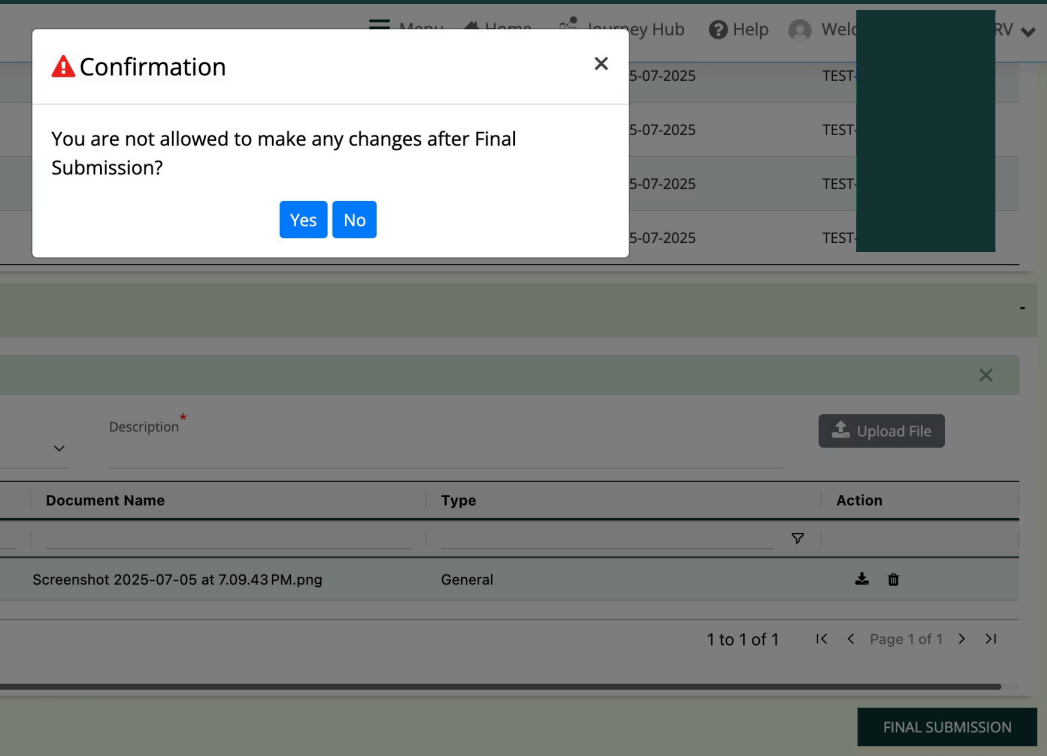 Menu Home Journey Hub Help RV
Confirmation
5-07-2025 TEST-
You are not allowed to make any changes after Final
Submission?
5-07-2025 TEST-
5-07-2025 TEST-
Yes No
5-07-2025 TEST-
-
Description*
Upload File
Document Name Type Action
Screenshot 2025-07-05 at 7.09.43 PM.png General
1 to 1 of 1 Page 1 of 1
FINAL SUBMISSION